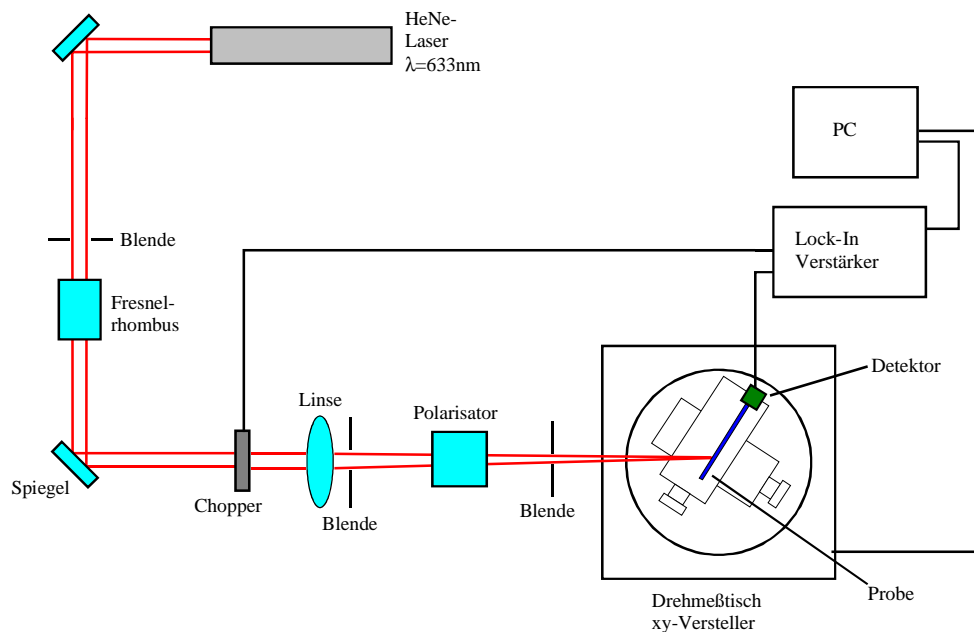 HeNe-
Laser
λ=633nm
PC
Blende
Lock-In
Verstärker
Fresnel-
rhombus
Detektor
Linse
Polarisator
Spiegel
Chopper
Blende
Blende
Probe
Drehmeßtisch
xy-Versteller